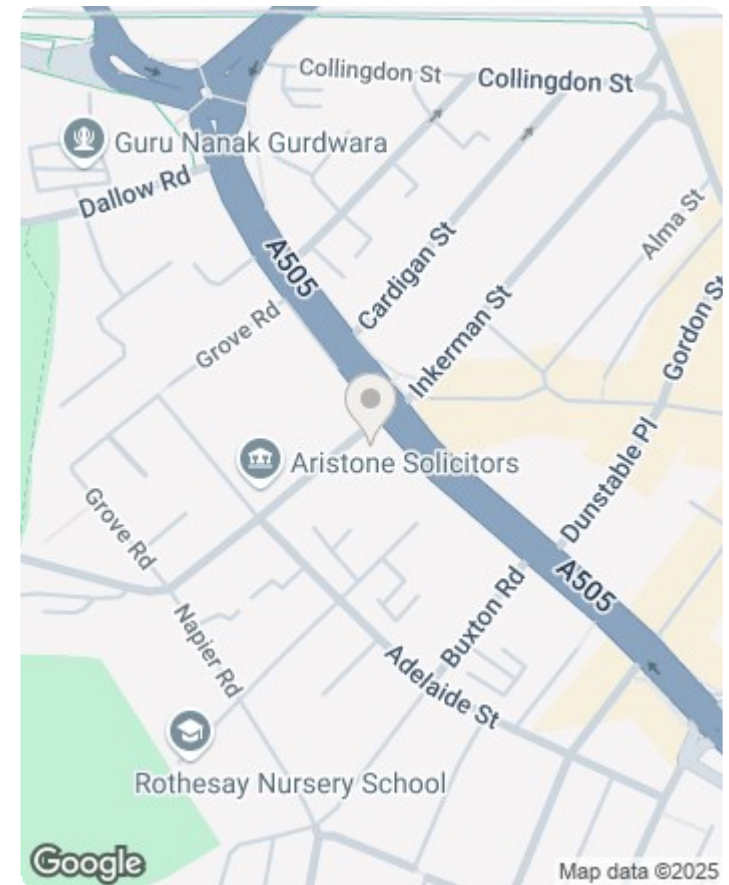 Collingdon St
Collingdon St
Guru Nanak Gurdwara
Dallow Rd
Alma St
A505
Cardigan St
Grove Rd
Inkerman St
Gordon St
Aristone Solicitors
Dunstable Pl
Grove Rd
A505
Buxton Rd
Napier Rd
Adelaide St
Rothesay Nursery School
Google
Map data ©2025